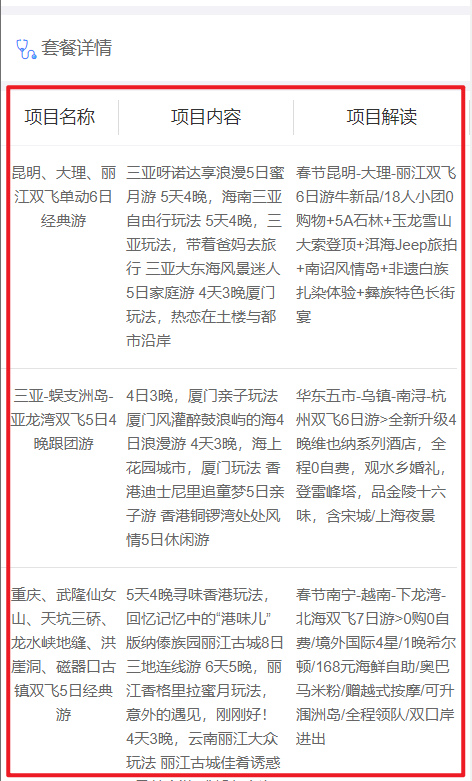 套餐详情
项目名称
项目内容
项目解读
昆明、大理、丽
江双飞单动6日
经典游
三亚呀诺达享浪漫5日蜜
月游 5天4晚，海南三亚
自由行玩法 5天4晚，三
亚玩法，带着爸妈去旅
行 三亚大东海风景迷人
5日家庭游 4天3晚厦门
玩法，热恋在土楼与都
市沿岸
春节昆明-大理-丽江双飞
6日游牛新品/18人小团0
购物+5A石林+玉龙雪山
大索登顶+洱海Jeep旅拍
+南诏风情岛+非遗白族
扎染体验+彝族特色长街
宴
三亚-蜈支洲岛-
亚龙湾双飞5日4
晚跟团游
4日3晚，厦门亲子玩法
厦门风灌醉鼓浪屿的海4
日浪漫游 4天3晚，海上
花园城市，厦门玩法 香
港迪士尼里追童梦5日亲
子游 香港铜锣湾处处风
情5日休闲游
华东五市-乌镇-南浔-杭
州双飞6日游>全新升级4
晚维也纳系列酒店，全
程0自费，观水乡婚礼，
登雷峰塔，品金陵十六
味，含宋城/上海夜景
重庆、武隆仙女
山、天坑三硚、
龙水峡地缝、洪
崖洞、磁器口古
镇双飞5日经典
游
5天4晚寻味香港玩法，
回忆记忆中的“港味儿”
版纳傣族园丽江古城8日
三地连线游 6天5晚，丽
江香格里拉蜜月玩法，
意外的遇见，刚刚好！
4天3晚，云南丽江大众
玩法 丽江古城佳肴诱惑
春节南宁-越南-下龙湾-
北海双飞7日游>0购0自
费/境外国际4星/1晚希尔
顿/168元海鲜自助/奥巴
马米粉/赠越式按摩/可升
涠洲岛/全程领队/双口岸
进出